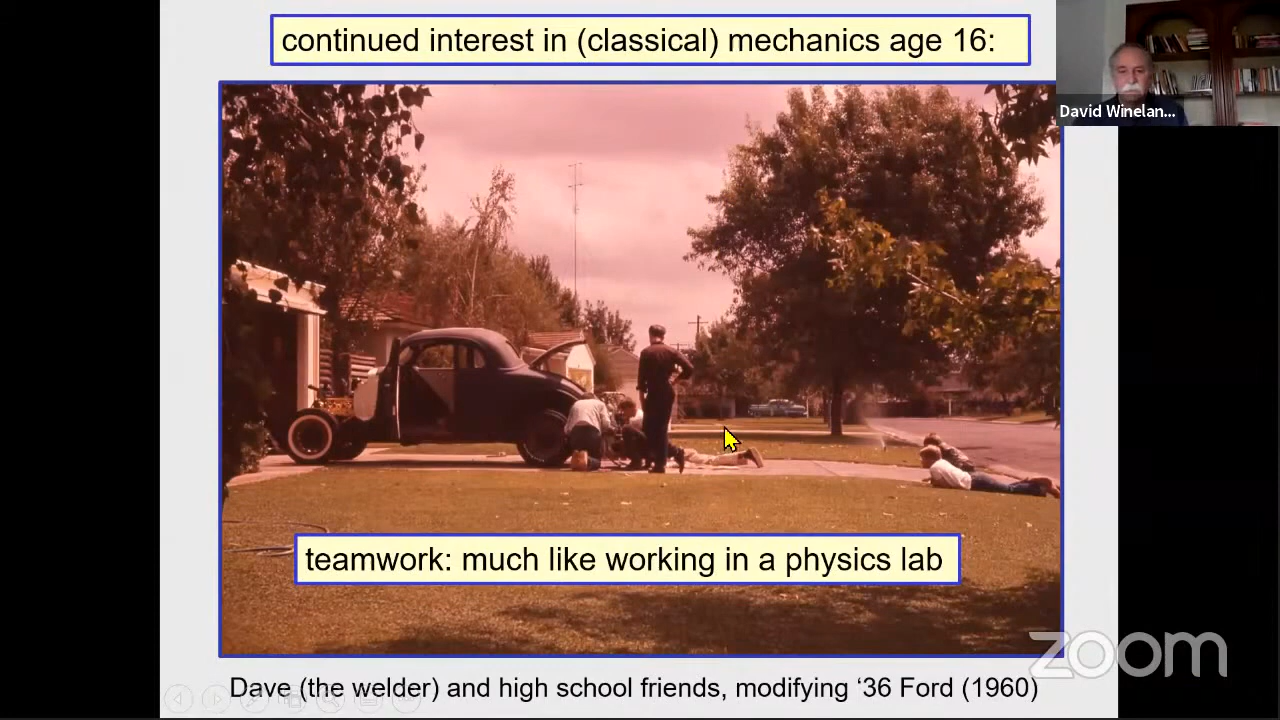 continued interest in (classical) mechanics age 16:
David Winelan...
teamwork: much like working in a physics lab
zoom
Dave (the welder) and high school friends, modifying ‘36 Ford (1960)